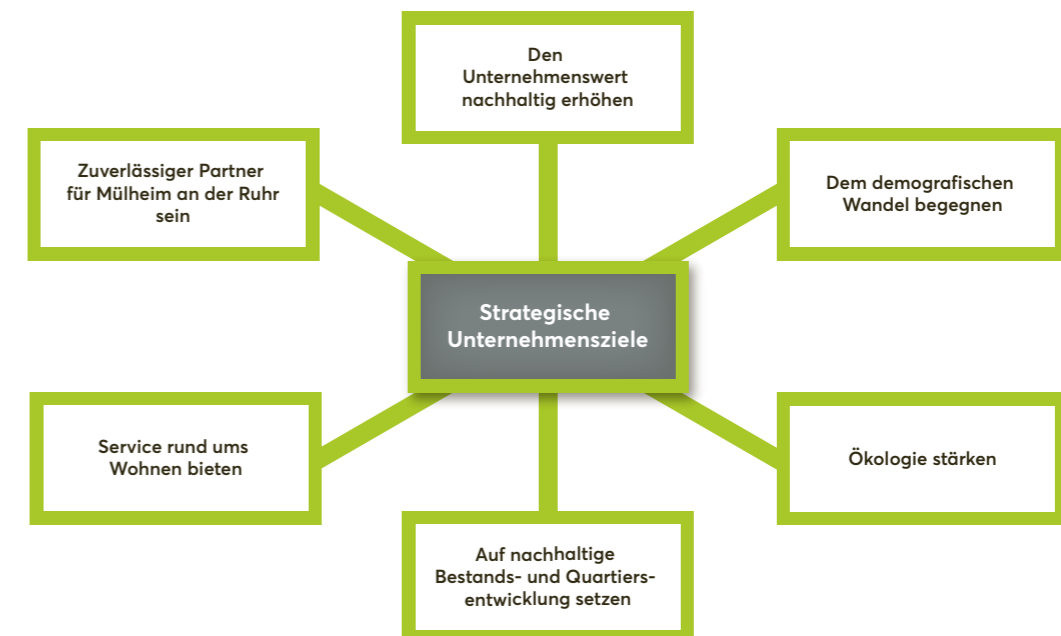 Den
Unternehmenswert
nachhaltig erhöhen
Zuverlässiger Partner
für Mülheim an der Ruhr
sein
Dem demografischen
Wandel begegnen
Strategische
Unternehmensziele
Service rund ums
Wohnen bieten
Ökologie stärken
Auf nachhaltige
Bestands- und Quartiers-
entwicklung setzen